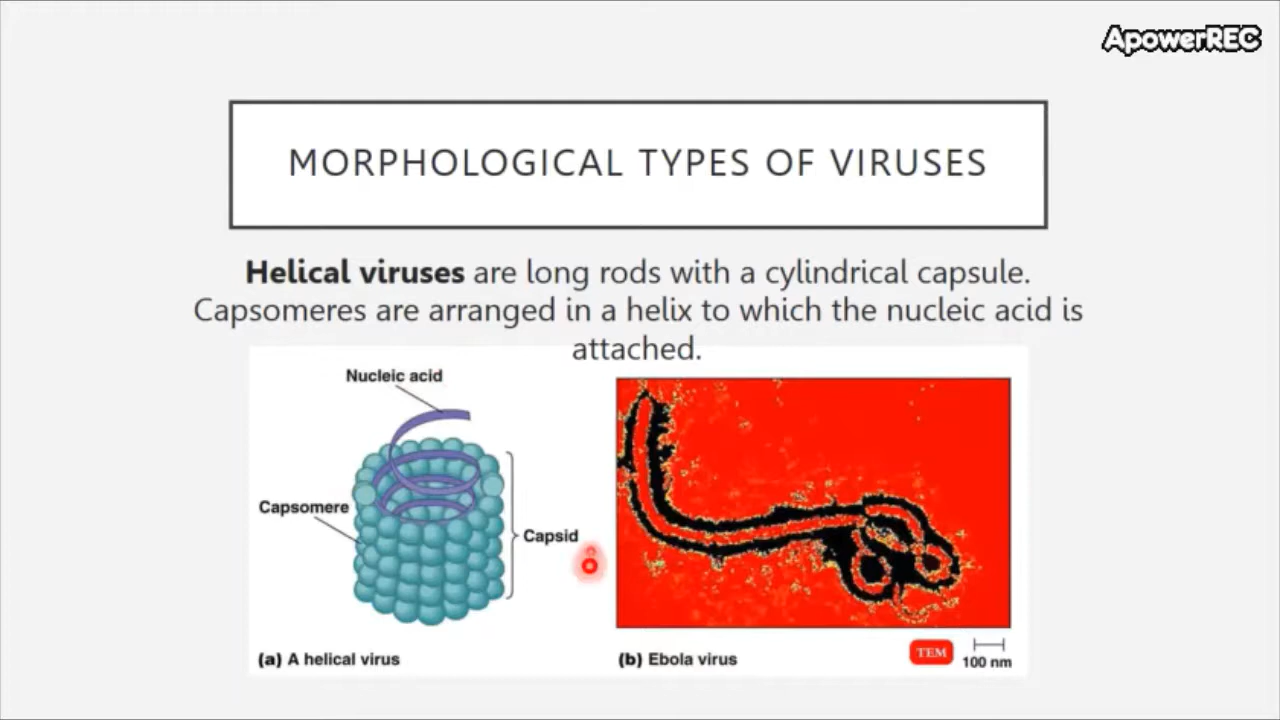 ApowerREC
MORPHOLOGICAL TYPES OF VIRUSES
Helical viruses are long rods with a cylindrical capsule.
Capsomeres are arranged in a helix to which the nucleic acid is
attached.
Nucleic acid
Capsomere
Capsid
(a) A helical virus
(b) Ebola virus
TEM
100 nm